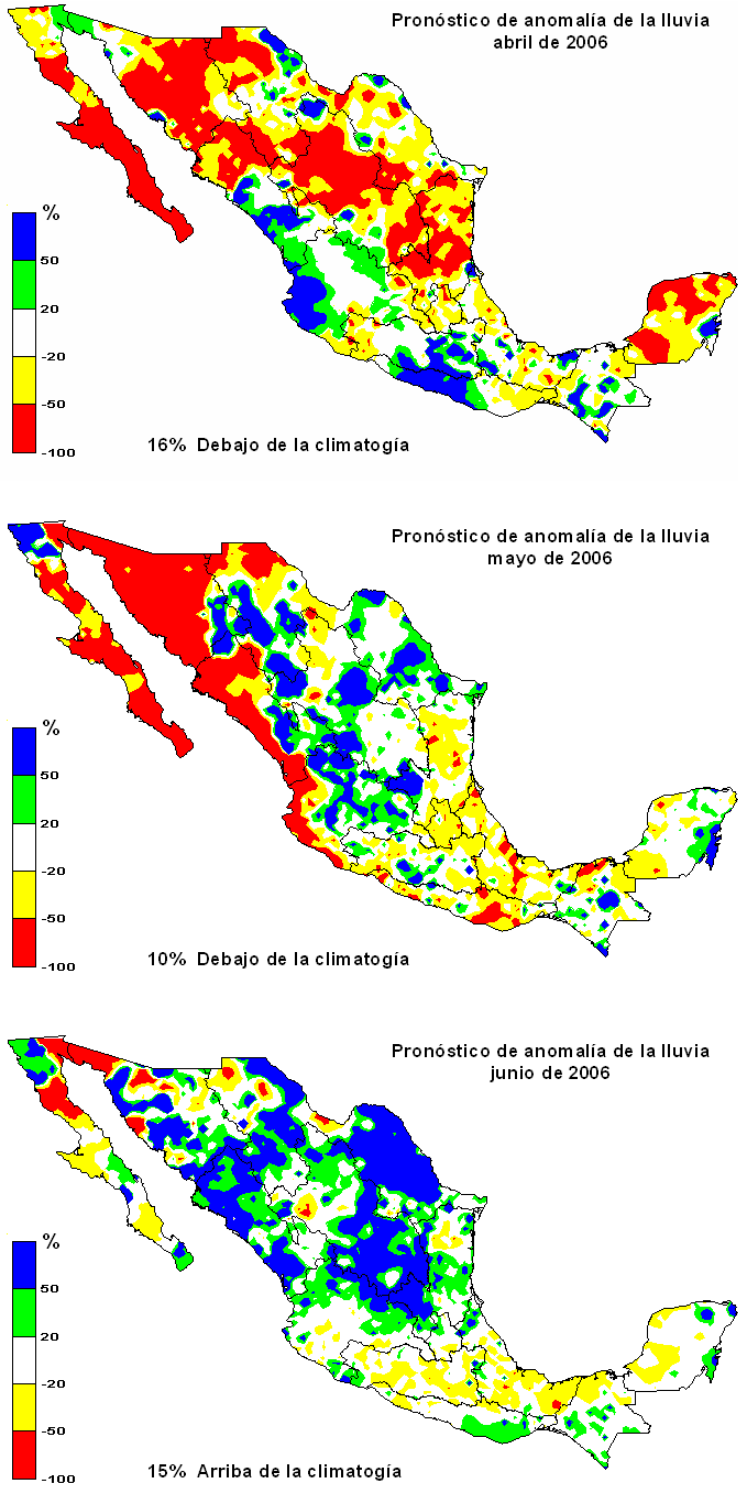 Pronóstico de anomalía de la lluvia
abril de 2006
%
50
20
-20
-50
-100
16% Debajo de la climatogía
Pronóstico de anomalía de la lluvia
mayo de 2006
%
50
20
-20
-50
-100
10% Debajo de la climatogía
Pronóstico de anomalía de la lluvia
junio de 2006
%
50
20
-20
-50
-100
15% Arriba de la climatogía